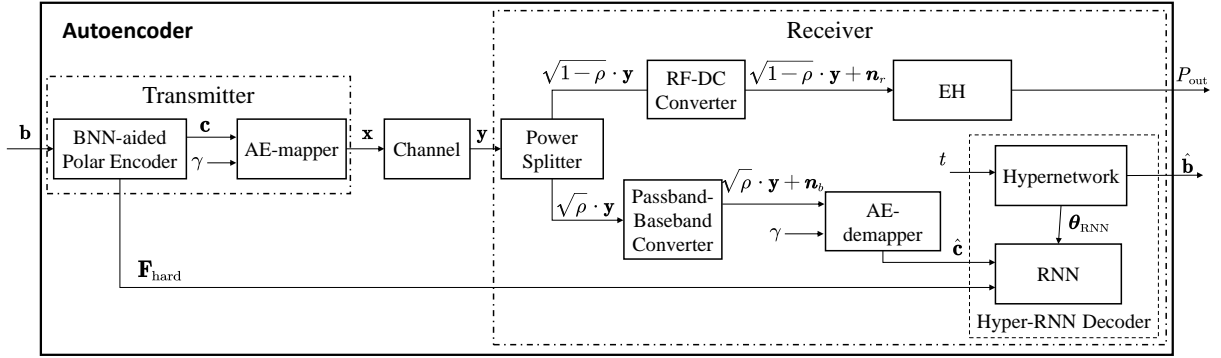 Autoencoder
Receiver
Transmitter
b
BNN-aided
Polar Encoder
c
γ
AE-mapper
x
Channel
y
Power
Splitter
√1−ρ · y
RF-DC
Converter
√1−ρ · y + n_r
EH
P_out
√ρ · y
Passband-
Baseband
Converter
√ρ · y + n_b
γ
AE-
demapper
ĉ
t
Hypernetwork
b̂
θ_RNN
RNN
Hyper-RNN Decoder
F_hard